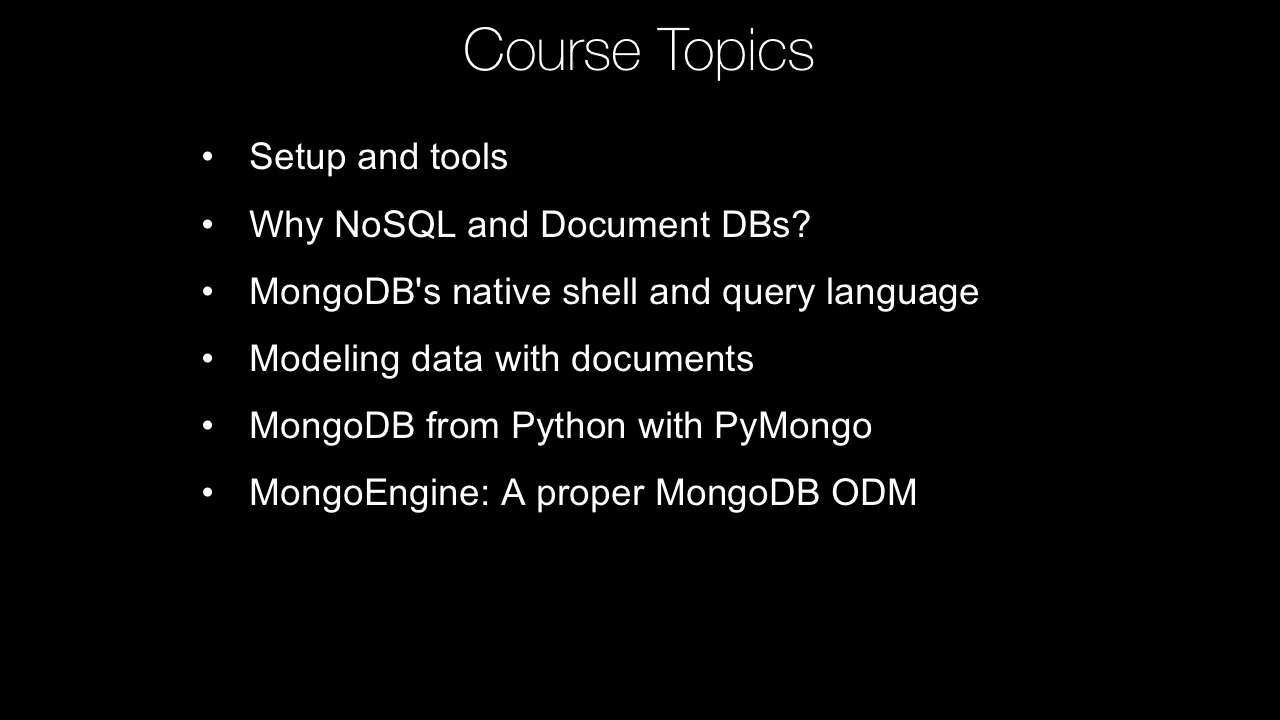 Course Topics
• Setup and tools
• Why NoSQL and Document DBs?
• MongoDB's native shell and query language
• Modeling data with documents
• MongoDB from Python with PyMongo
• MongoEngine: A proper MongoDB ODM